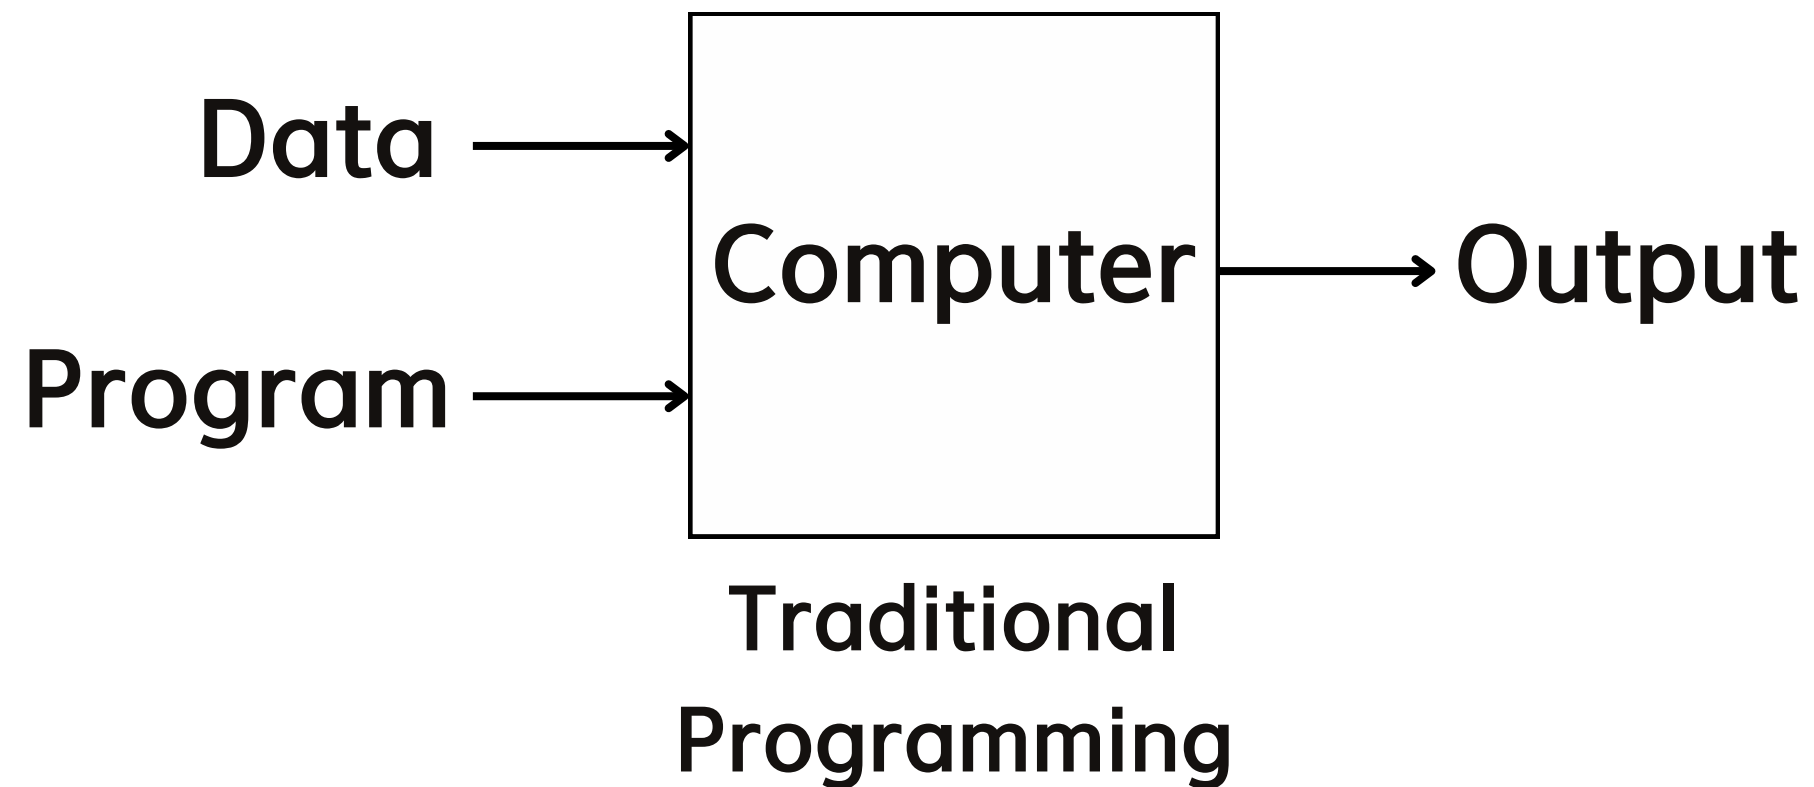 Data
Program
Computer
Output
Traditional
Programming